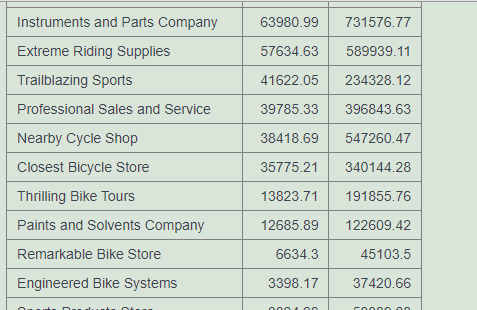 Instruments and Parts Company 63980.99 731576.77
Extreme Riding Supplies 57634.63 589939.11
Trailblazing Sports 41622.05 234328.12
Professional Sales and Service 39785.33 396843.63
Nearby Cycle Shop 38418.69 547260.47
Closest Bicycle Store 35775.21 340144.28
Thrilling Bike Tours 13823.71 191855.76
Paints and Solvents Company 12685.89 122609.42
Remarkable Bike Store 6634.3 45103.5
Engineered Bike Systems 3398.17 37420.66
Sports Products Store